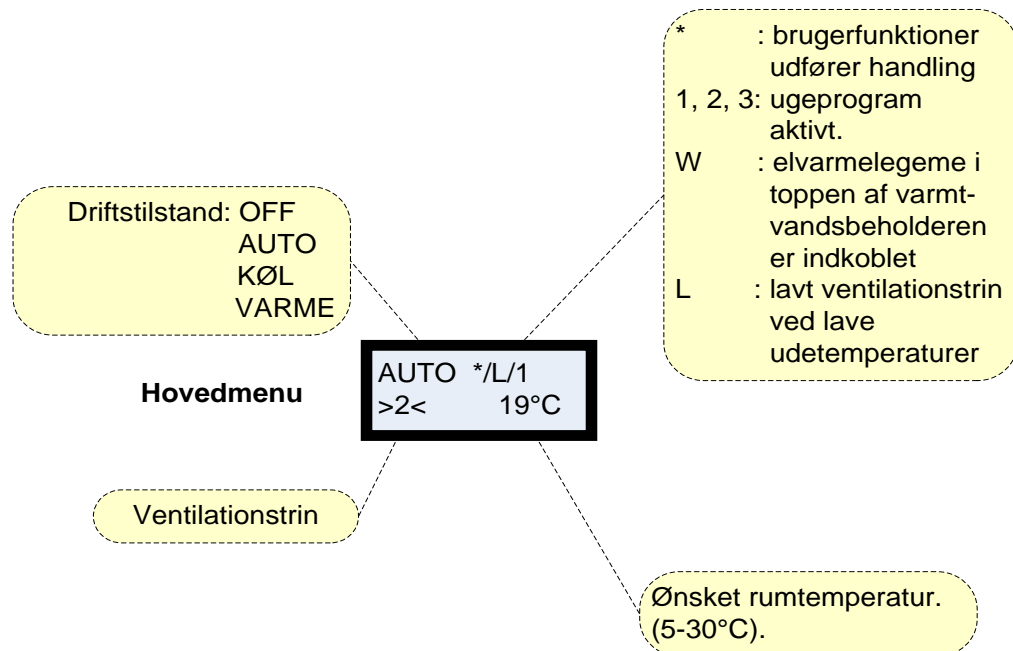 * : brugerfunktioner
udfører handling
1, 2, 3: ugeprogram
aktivt.
W : elvarmelegeme i
toppen af varmt-
vandsbeholderen
er indkoblet
L : lavt ventilationstrin
ved lave
udetemperaturer
Driftstilstand: OFF
AUTO
KØL
VARME
Hovedmenu
AUTO */L/1
>2< 19°C
Ventilationstrin
Ønsket rumtemperatur.
(5-30°C).